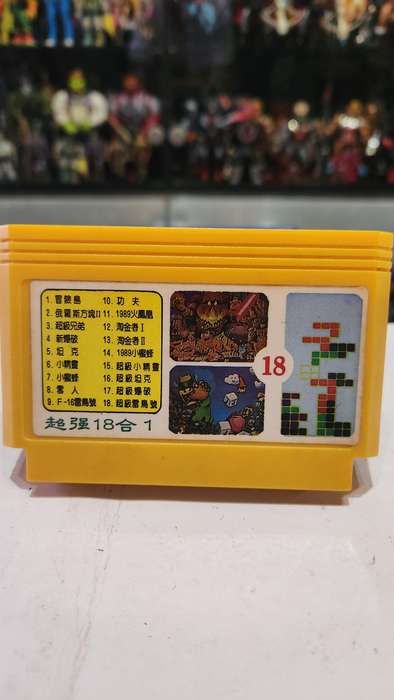 1. 冒險島
2. 俄羅斯方塊II
3. 超級兄弟
4 新爆破
5. 坦克
6. 小精靈
7. 小蜜蜂
8. 雪人
9. F-16雷鳥號
10. 功夫
11. 1989火鳳凰
12. 淘金者I
13. 淘金者II
14. 1989小蜜蜂
15. 超級小精靈
16. 超級坦克
17. 超級爆破
18. 超級雷鳥號
超强18合1
18